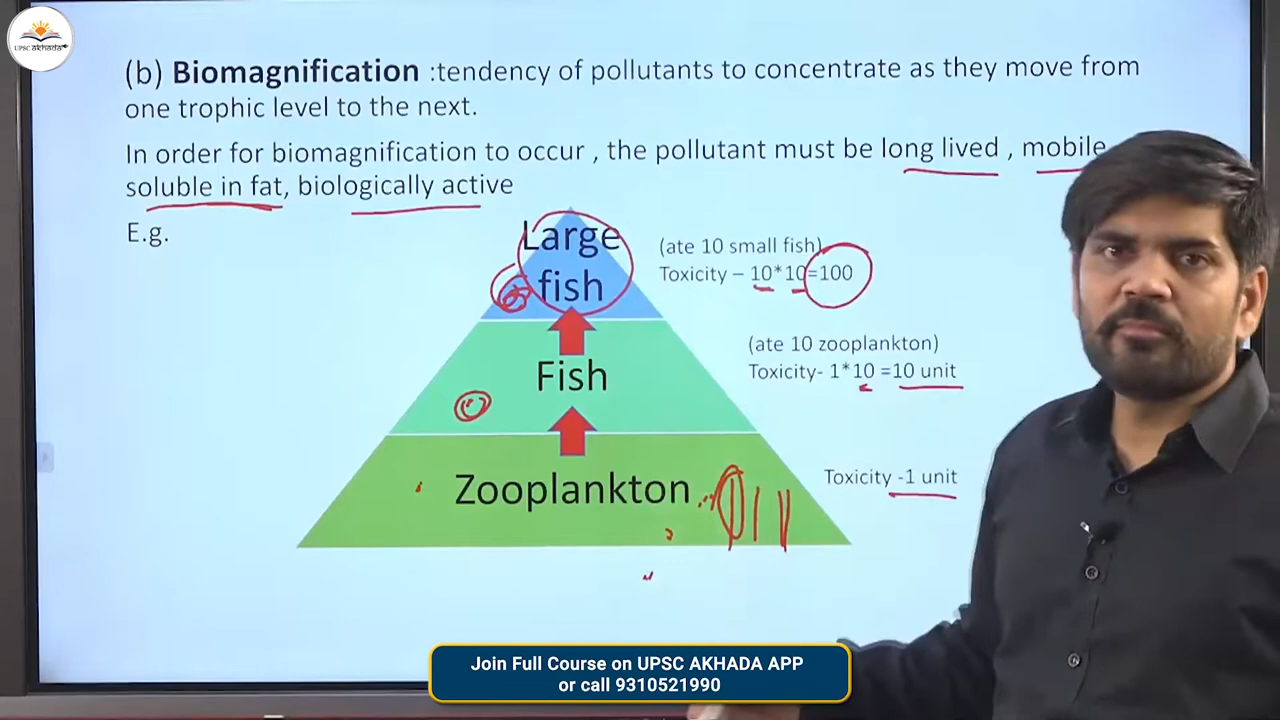 UPSC akhada
(b) Biomagnification :tendency of pollutants to concentrate as they move from
one trophic level to the next.
In order for biomagnification to occur , the pollutant must be long lived , mobile
soluble in fat, biologically active
E.g.
Large
fish
(ate 10 small fish)
Toxicity – 10*10=100
Fish
(ate 10 zooplankton)
Toxicity- 1*10 =10 unit
Zooplankton
Toxicity -1 unit
Join Full Course on UPSC AKHADA APP
or call 9310521990